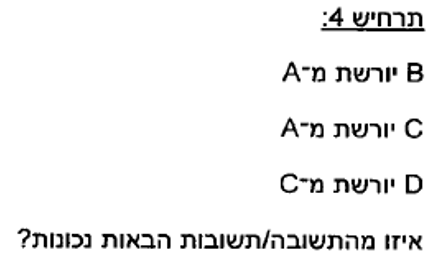 תרחיש 4:
B יורשת מ-A
C יורשת מ-A
D יורשת מ-C
איזו מהתשובה/תשובות הבאות נכונות?